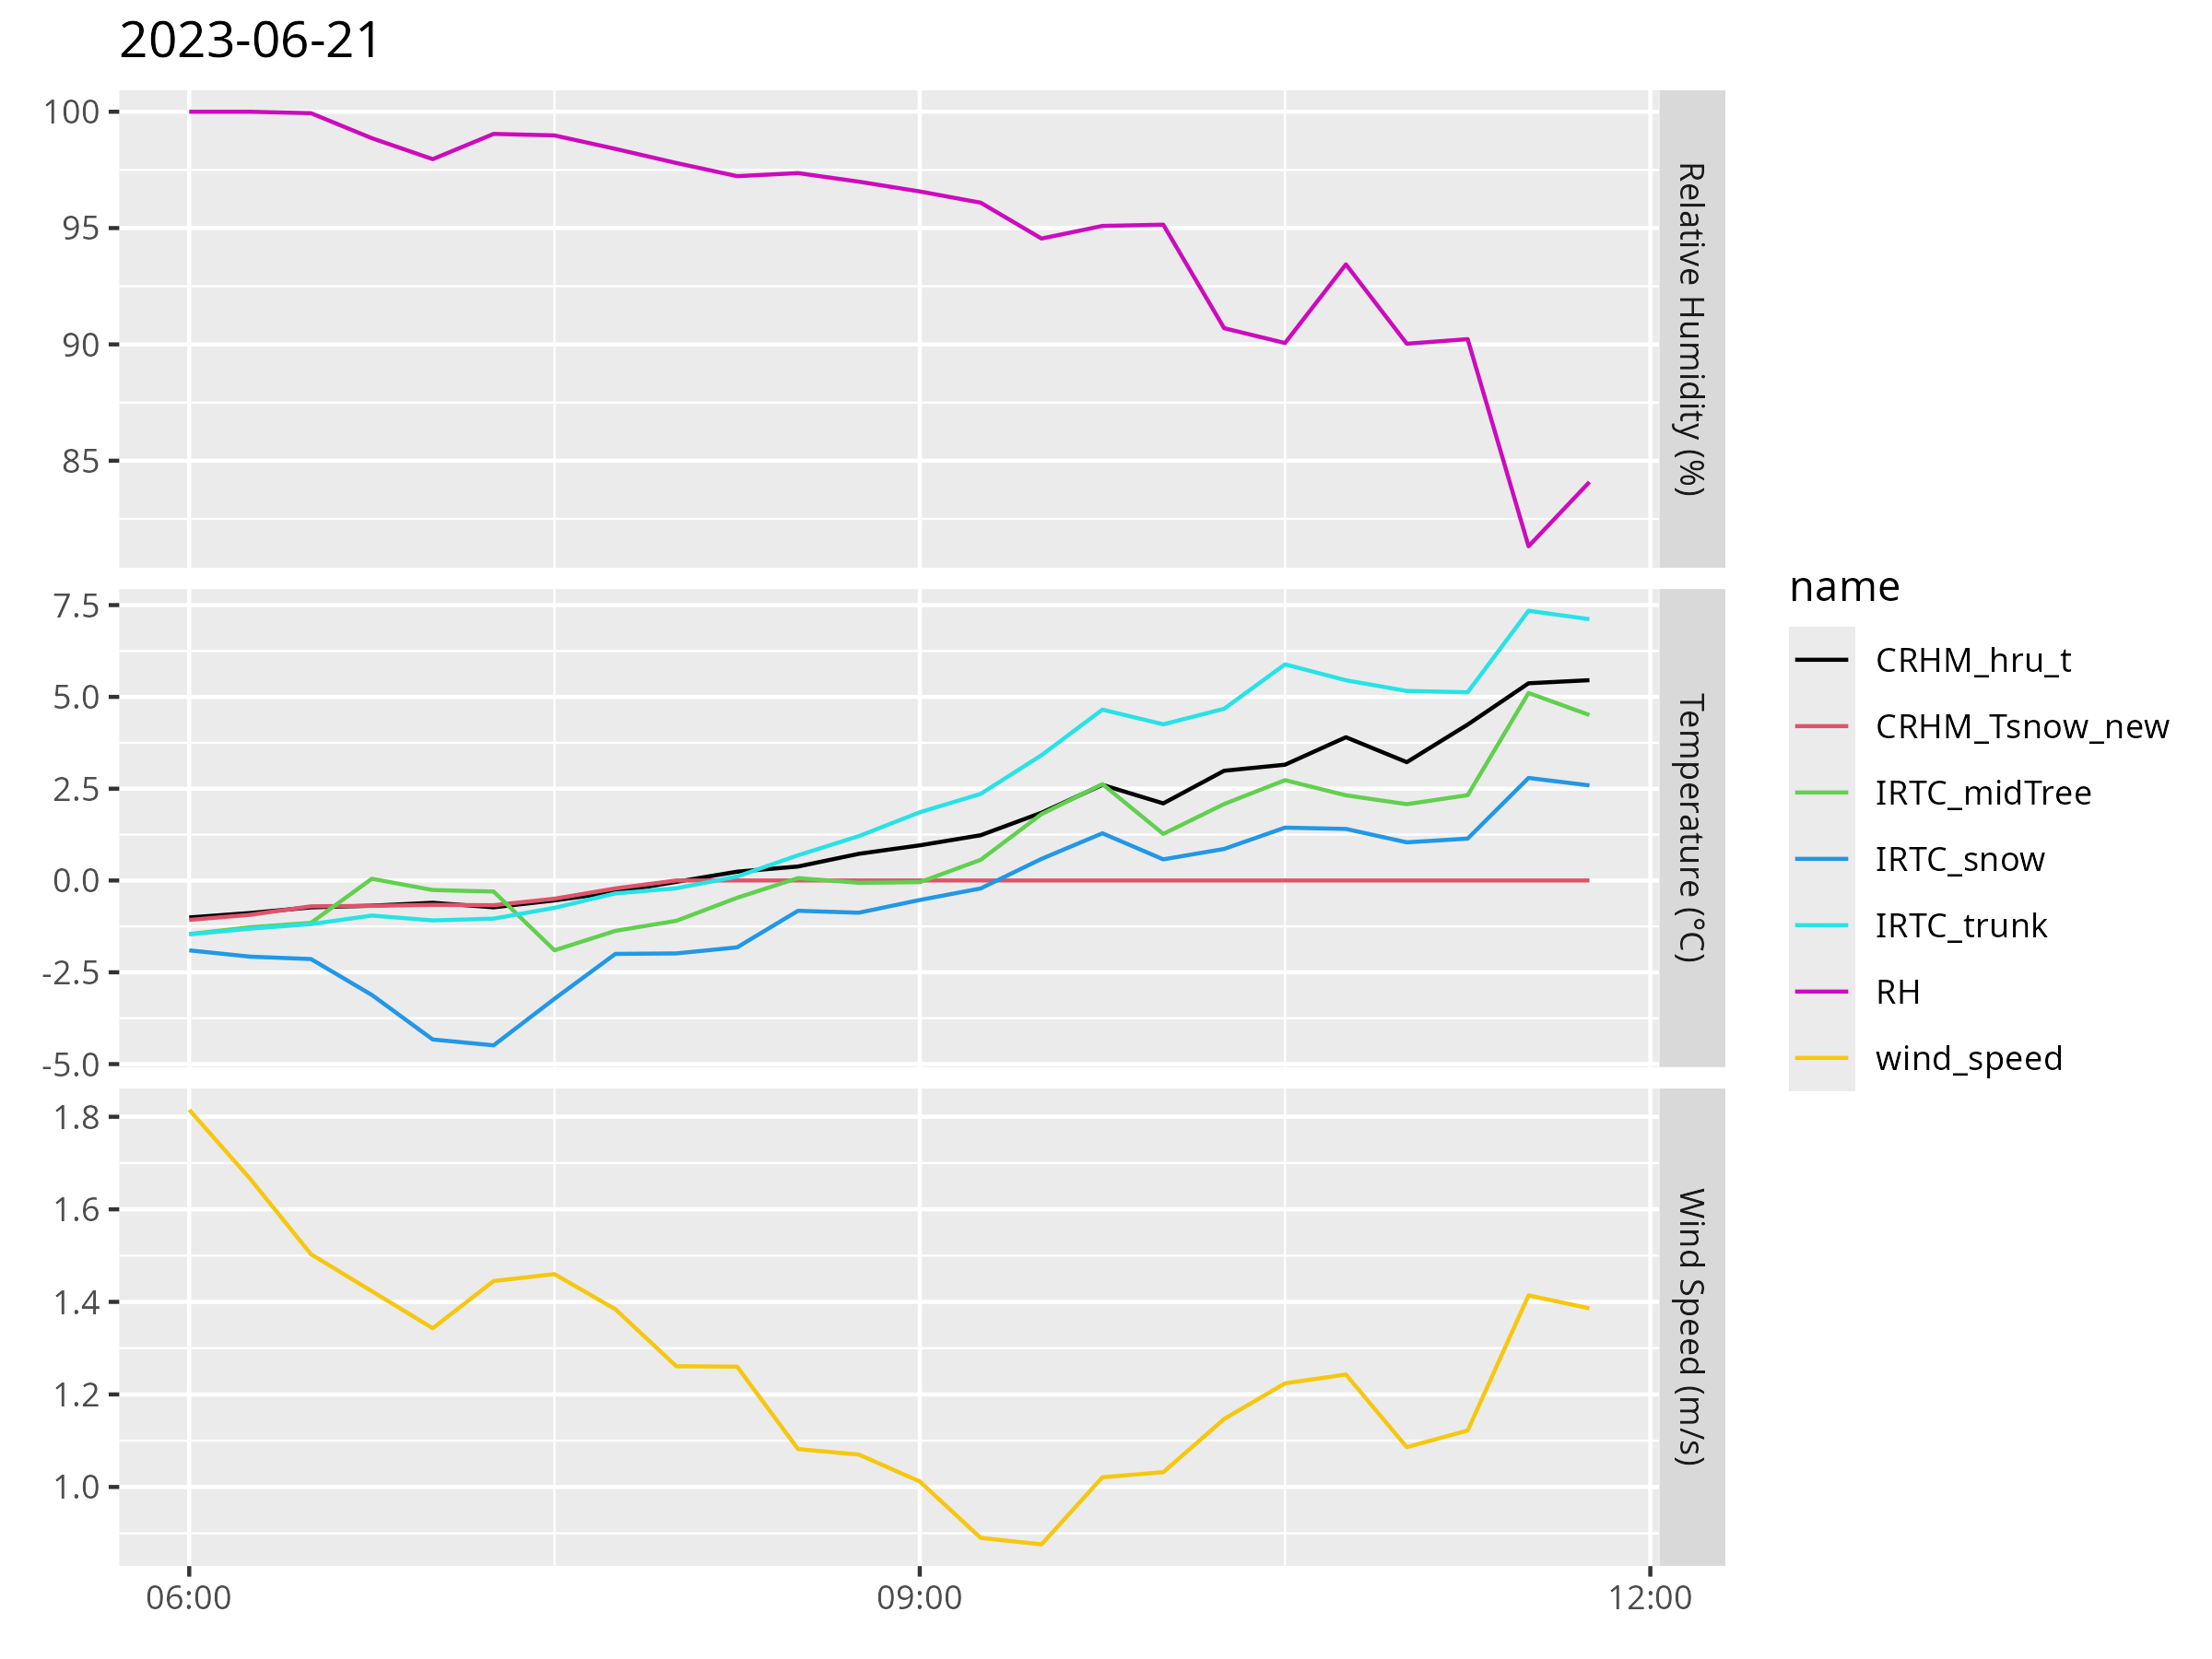 2023-06-21
100
95
90
85
Relative Humidity (%)
7.5
5.0
2.5
0.0
-2.5
-5.0
Temperature (°C)
1.8
1.6
1.4
1.2
1.0
Wind Speed (m/s)
06:00
09:00
12:00
name
CRHM_hru_t
CRHM_Tsnow_new
IRTC_midTree
IRTC_snow
IRTC_trunk
RH
wind_speed